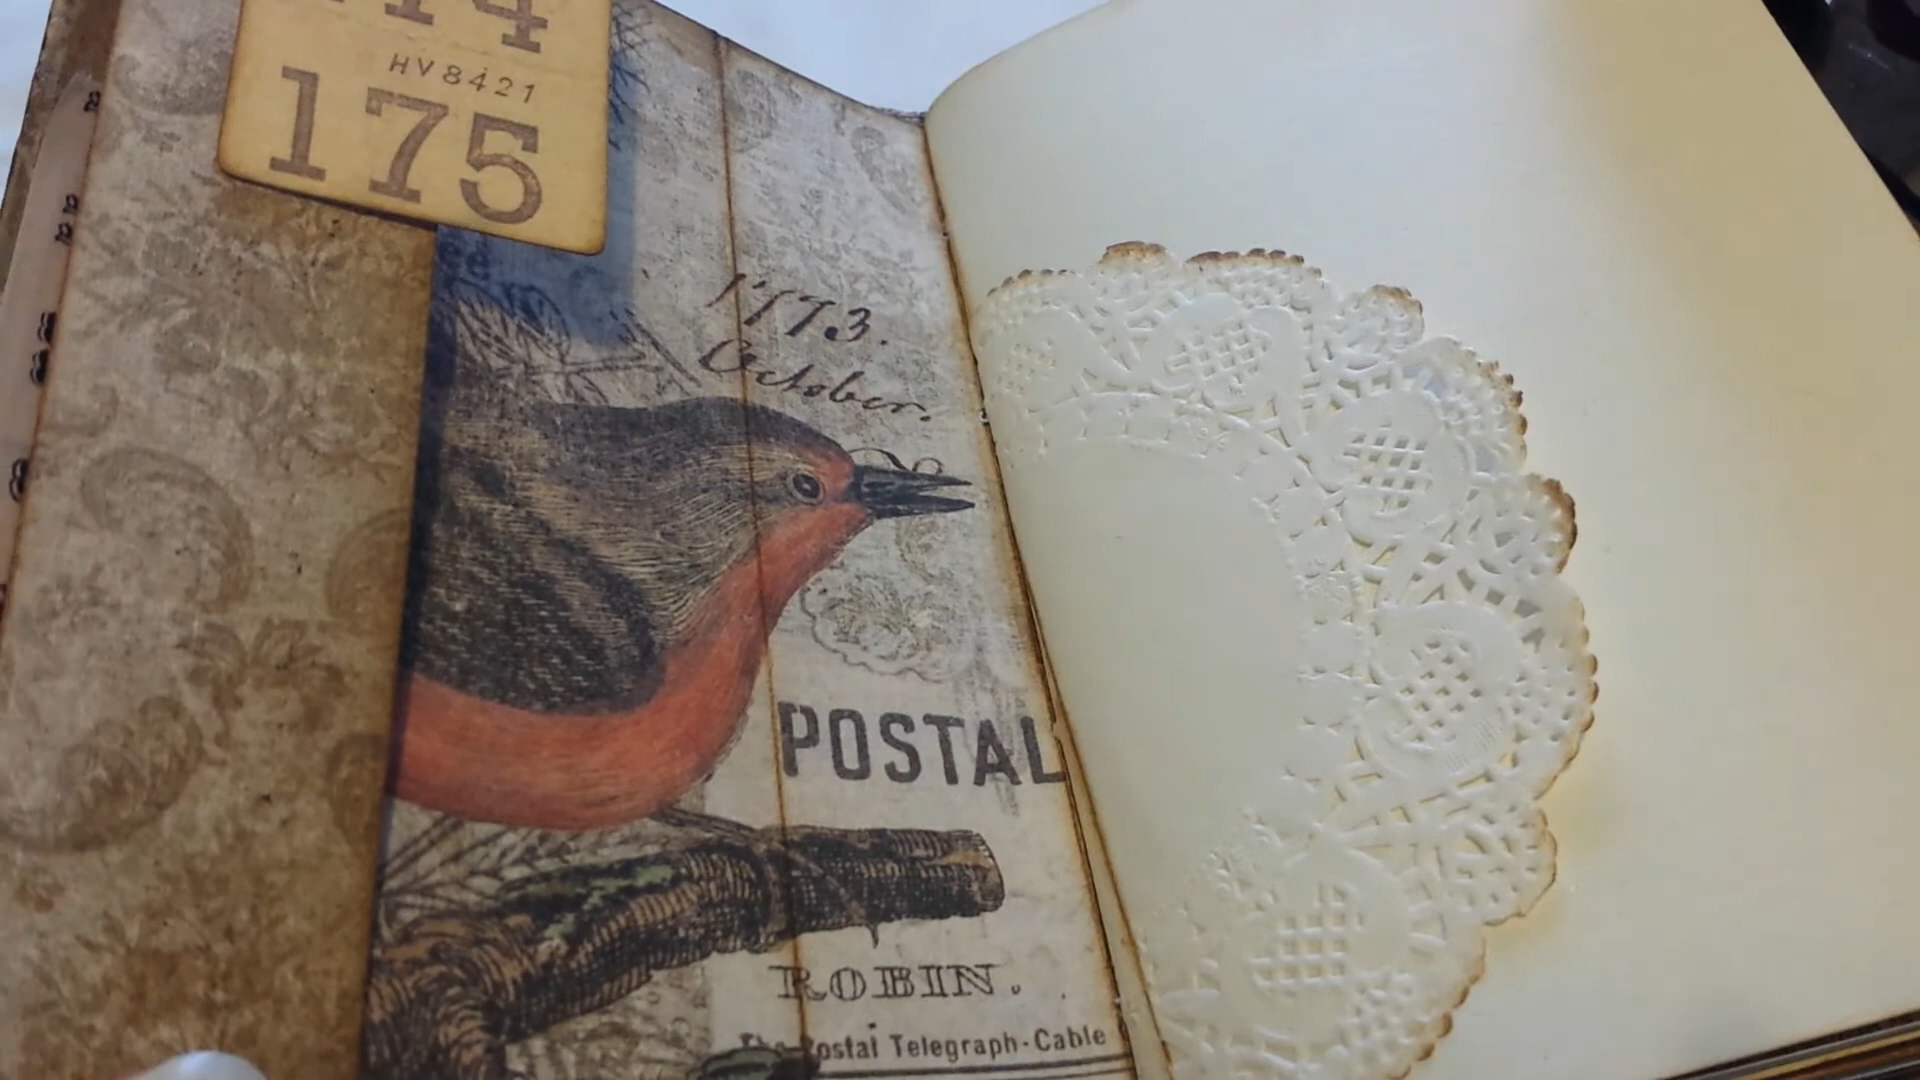 HV8421
175
1773.
October.
POSTAL
ROBIN.
The Postal Telegraph-Cable